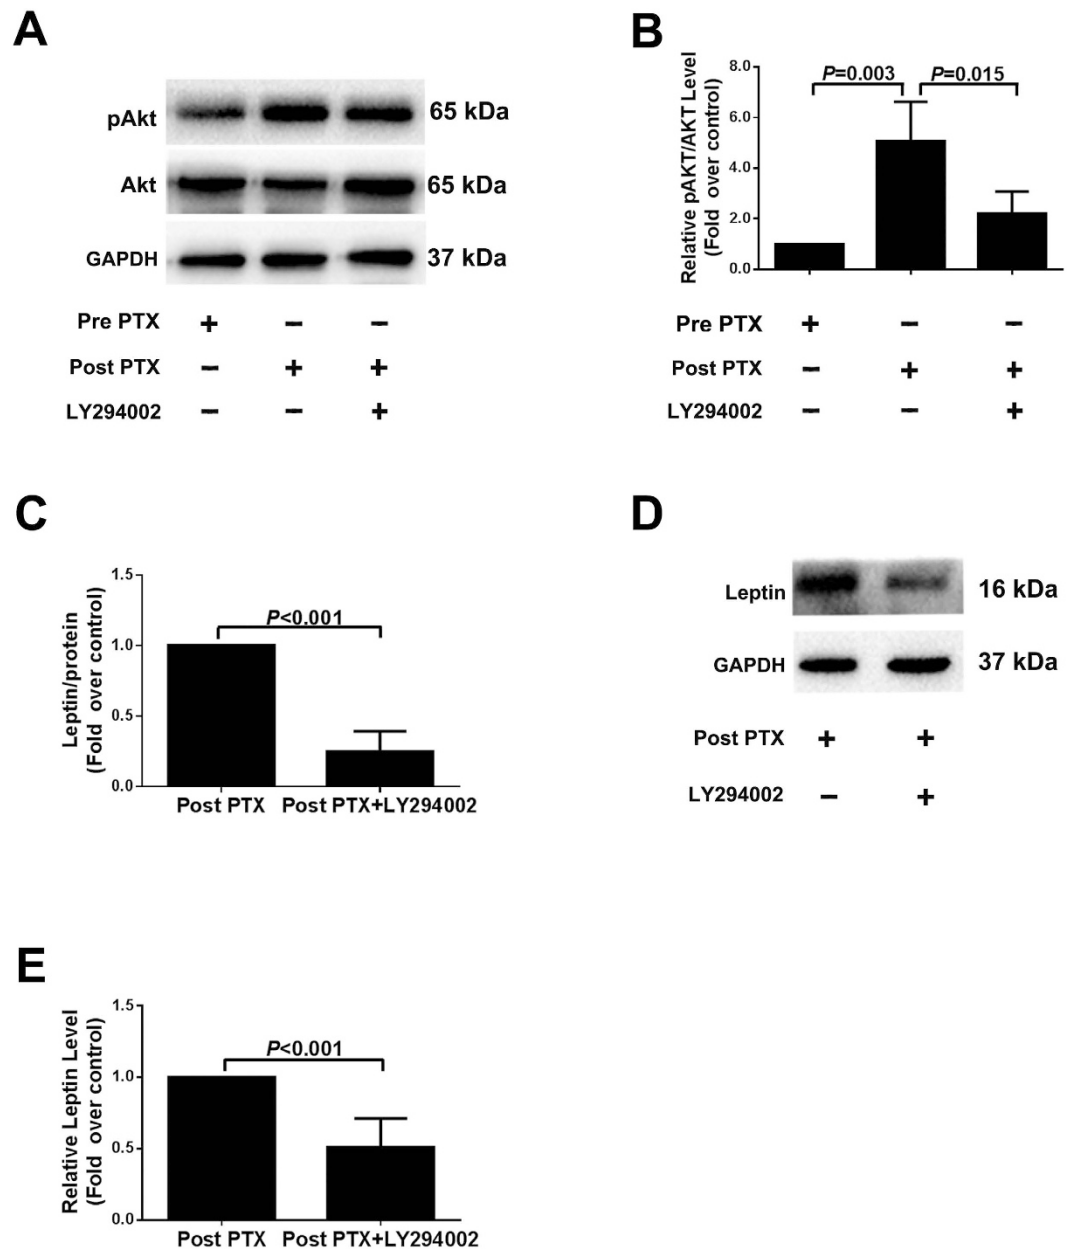 A
pAkt 65 kDa
Akt 65 kDa
GAPDH 37 kDa
Pre PTX + − −
Post PTX − + +
LY294002 − − +
B
Relative pAKT/AKT Level
(Fold over control)
8.0
6.0
4.0
2.0
0.0
P=0.003 P=0.015
Pre PTX + − −
Post PTX − + +
LY294002 − − +
C
Leptin/protein
(Fold over control)
1.5
1.0
0.5
0.0
P<0.001
Post PTX Post PTX+LY294002
D
Leptin 16 kDa
GAPDH 37 kDa
Post PTX + +
LY294002 − +
E
Relative Leptin Level
(Fold over control)
1.5
1.0
0.5
0.0
P<0.001
Post PTX Post PTX+LY294002